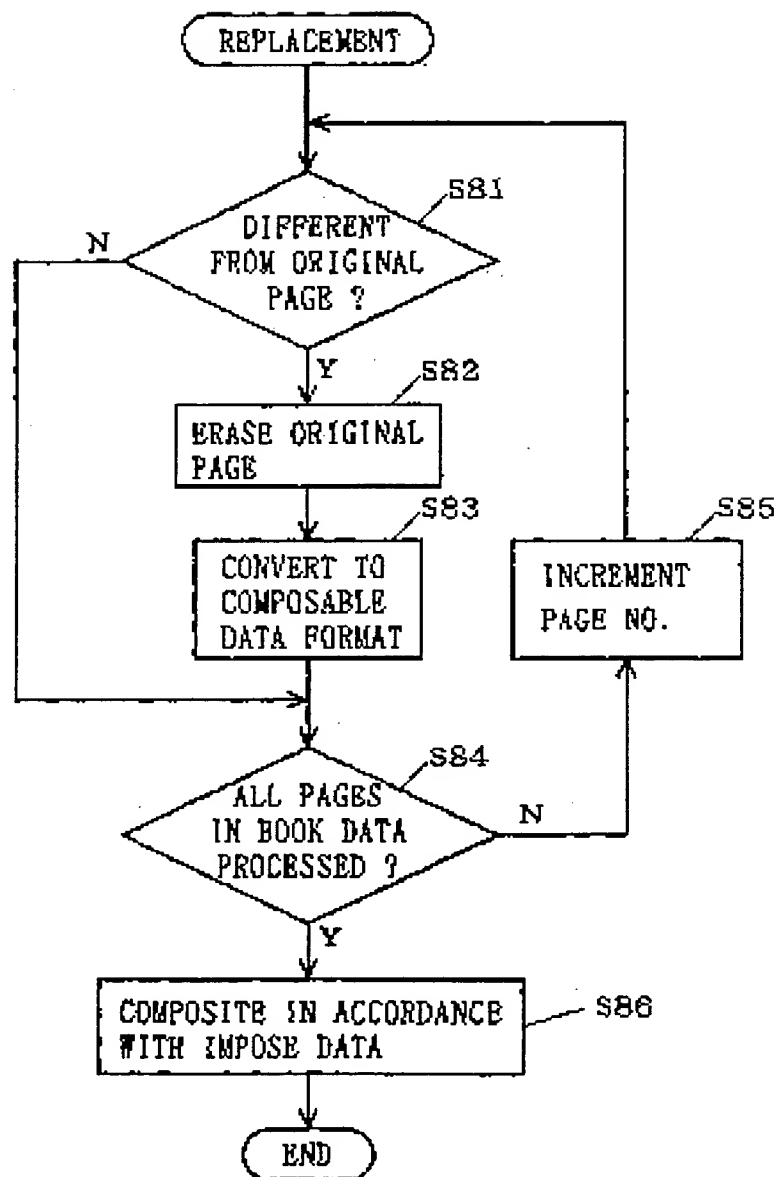 REPLACEMENT
S81
DIFFERENT
FROM ORIGINAL
PAGE ?
N
Y
S82
ERASE ORIGINAL
PAGE
S83
CONVERT TO
COMPOSABLE
DATA FORMAT
S85
INCREMENT
PAGE NO.
S84
ALL PAGES
IN BOOK DATA
PROCESSED ?
N
Y
S86
COMPOSITE IN ACCORDANCE
WITH IMPOSE DATA
END